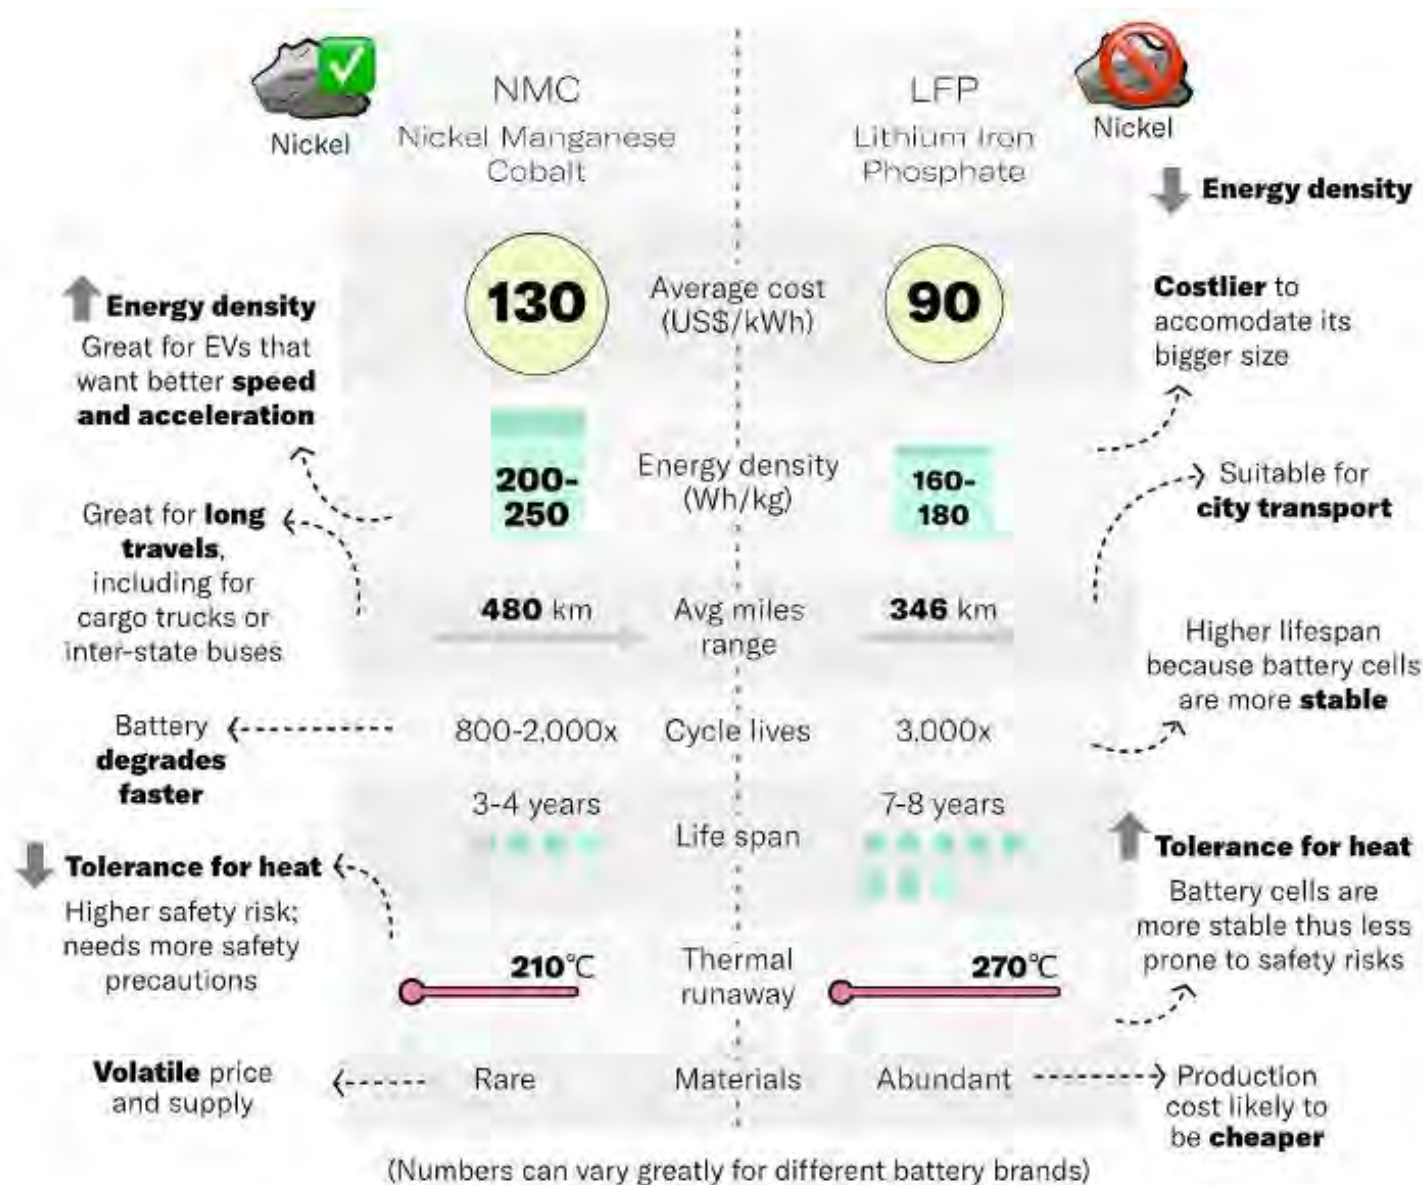 Nickel
NMC
Nickel Manganese
Cobalt
LFP
Lithium Iron
Phosphate
Nickel
Energy density
130
Average cost
(US$/kWh)
90
Energy density
Great for EVs that
want better speed
and acceleration
Costlier to
accomodate its
bigger size
200-
250
Energy density
(Wh/kg)
160-
180
Great for long
travels,
including for
cargo trucks or
inter-state buses
Suitable for
city transport
480 km
Avg miles
range
346 km
Higher lifespan
because battery cells
are more stable
Battery
degrades
faster
800-2,000x
Cycle lives
3,000x
3-4 years
Life span
7-8 years
Tolerance for heat
Higher safety risk;
needs more safety
precautions
Tolerance for heat
Battery cells are
more stable thus less
prone to safety risks
210°C
Thermal
runaway
270°C
Volatile price
and supply
Rare
Materials
Abundant
Production
cost likely to
be cheaper
(Numbers can vary greatly for different battery brands)